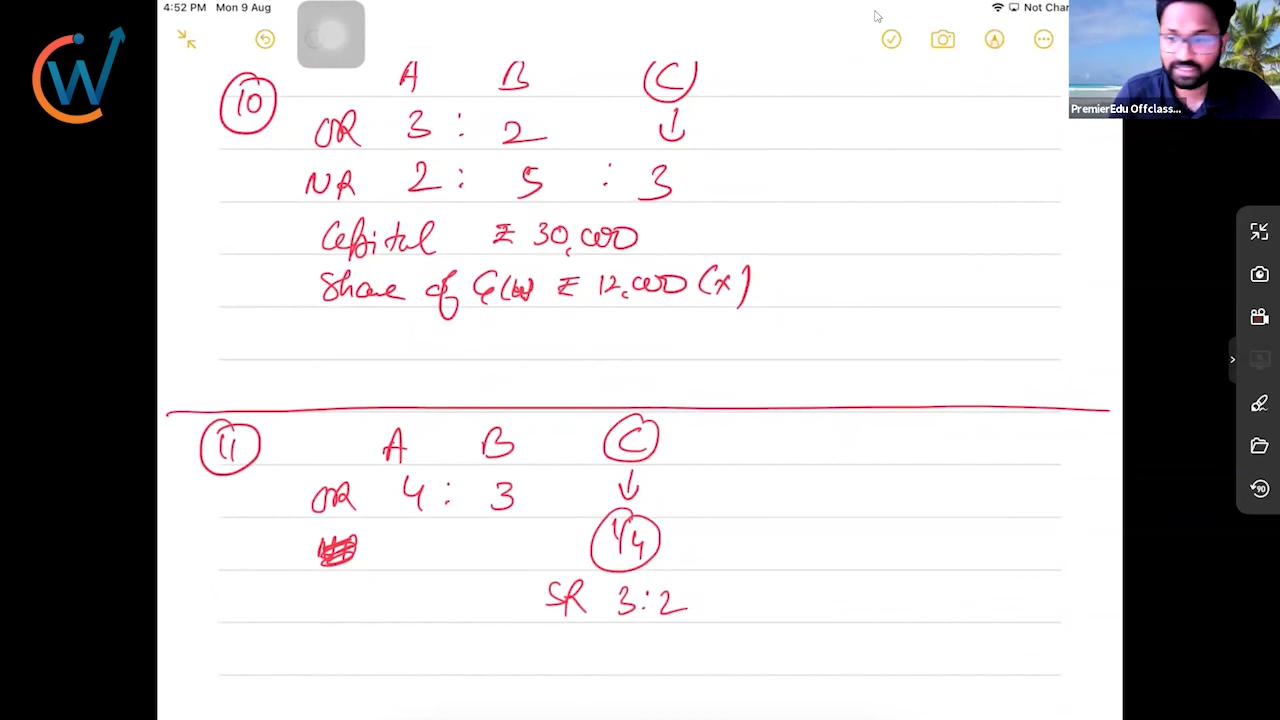 4:52 PM Mon 9 Aug
Not Char
W
PremierEdu Offclass...
10
A B C
OR 3 : 2
NR 2 : 5 : 3
Capital ₹ 30,000
Share of G/W ₹ 12,000 (x)
11
A B C
OR 4 : 3
1/4
SR 3:2
90